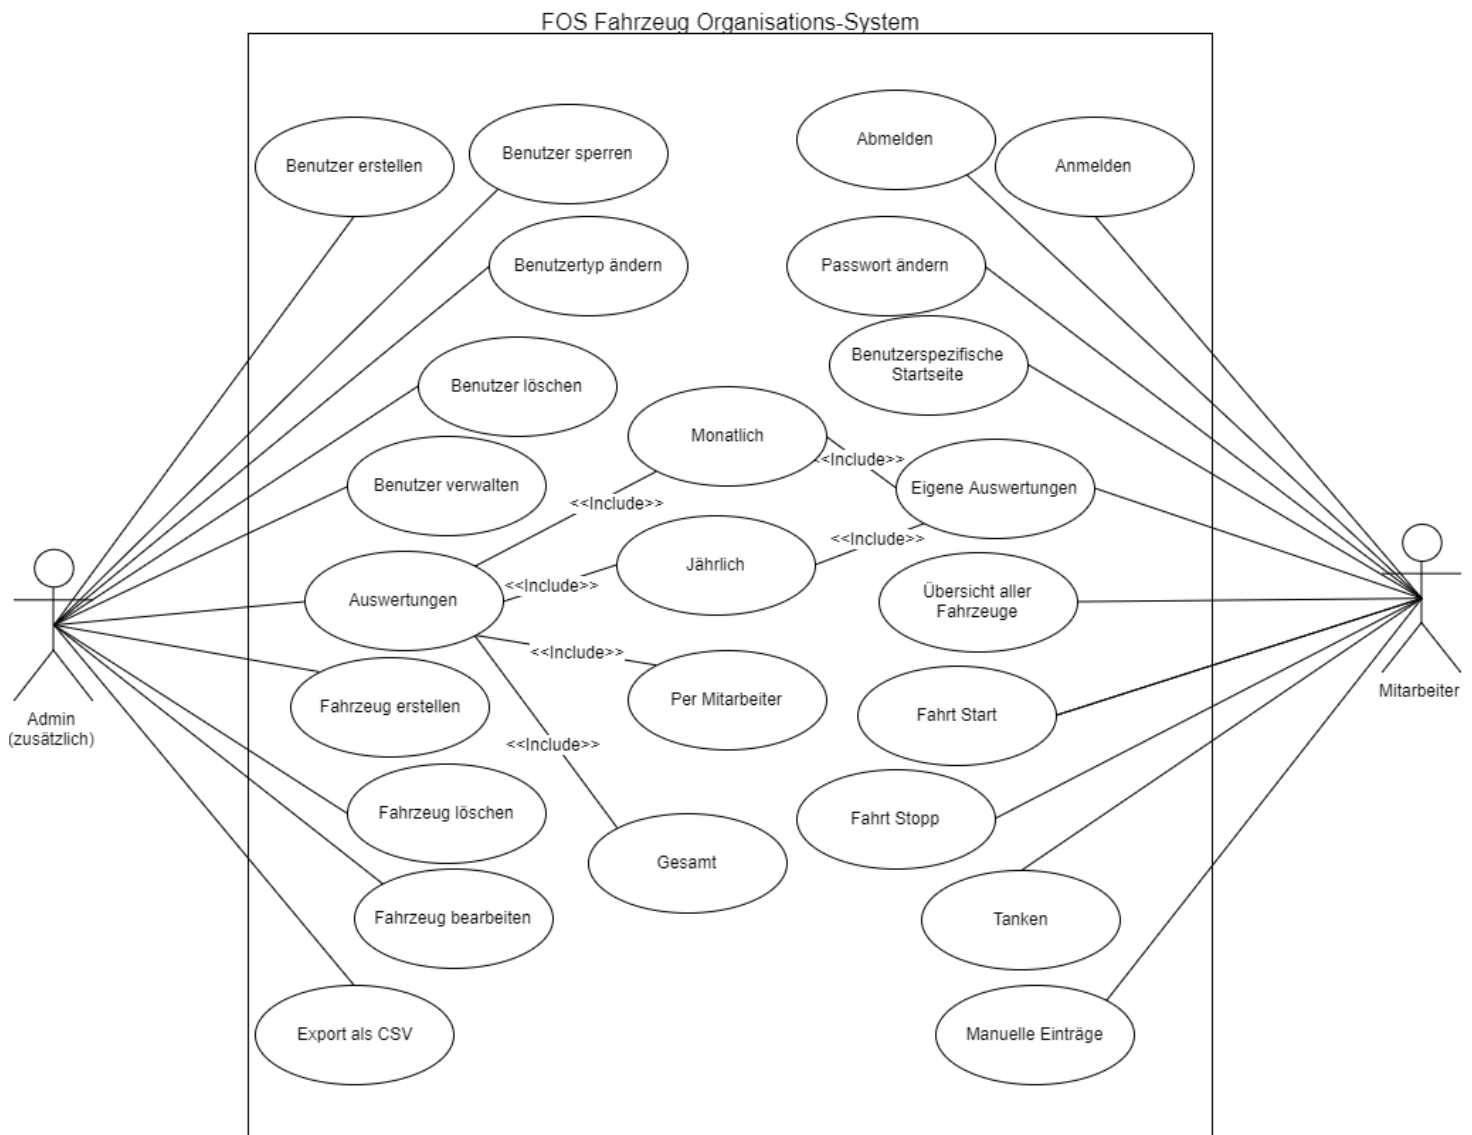 FOS Fahrzeug Organisations-System
Benutzer erstellen
Benutzer sperren
Abmelden
Anmelden
Benutzertyp ändern
Passwort ändern
Benutzerspezifische
Startseite
Benutzer löschen
Monatlich
<<Include>>
Benutzer verwalten
Eigene Auswertungen
<<Include>>
<<Include>>
Jährlich
<<Include>>
Auswertungen
Übersicht aller
Fahrzeuge
<<Include>>
Per Mitarbeiter
Mitarbeiter
Admin
(zusätzlich)
Fahrzeug erstellen
Fahrt Start
<<Include>>
Fahrzeug löschen
Fahrt Stopp
Gesamt
Fahrzeug bearbeiten
Tanken
Export als CSV
Manuelle Einträge